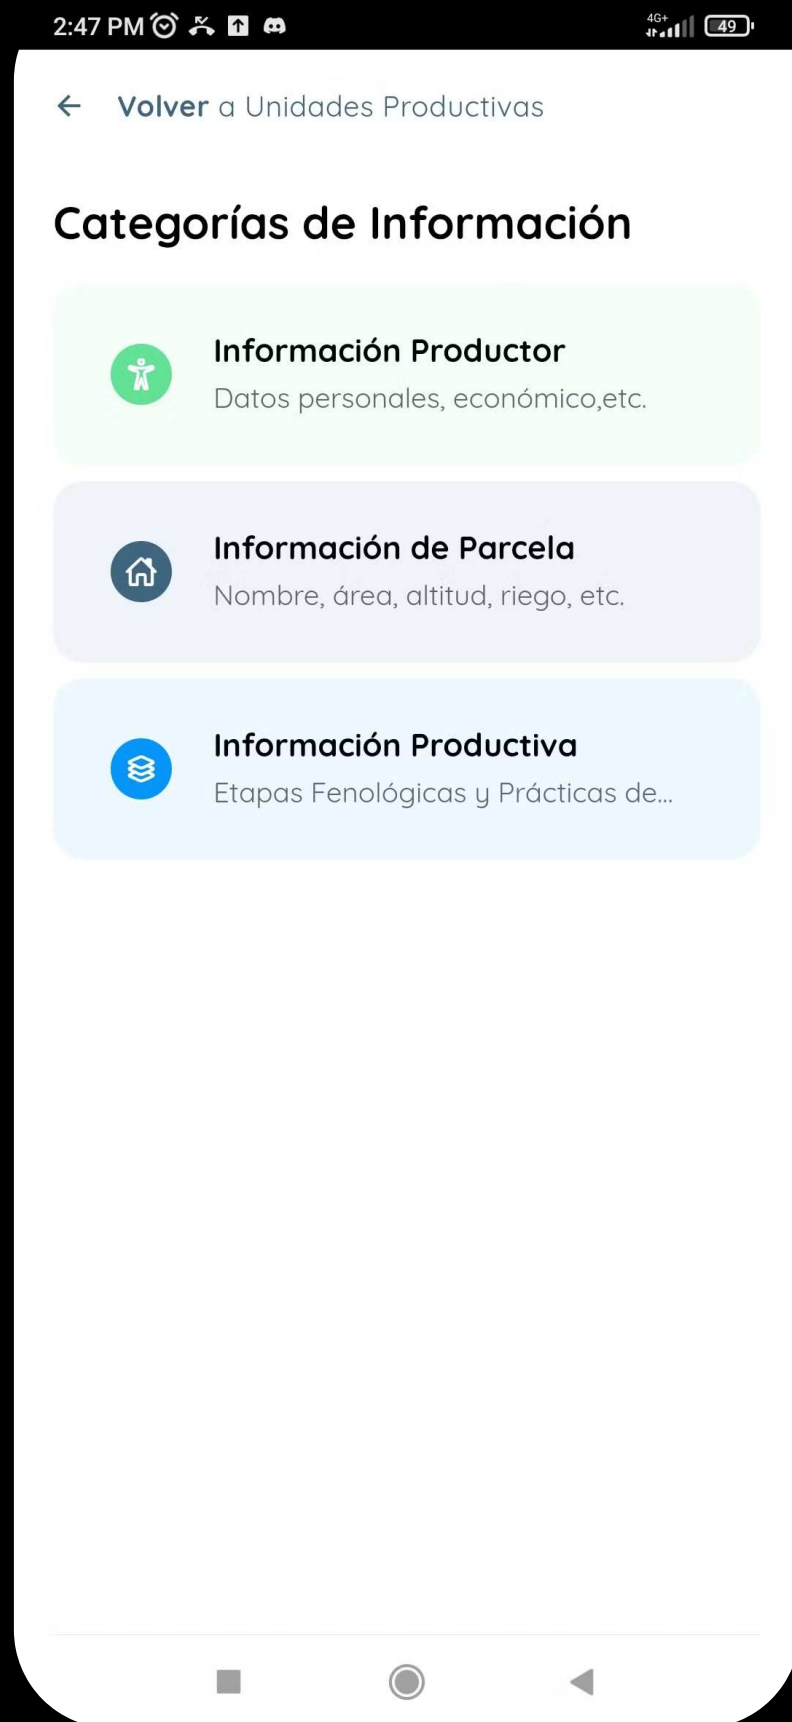 2:47 PM
4G+
49
Volver a Unidades Productivas
Categorías de Información
Información Productor
Datos personales, económico,etc.
Información de Parcela
Nombre, área, altitud, riego, etc.
Información Productiva
Etapas Fenológicas y Prácticas de...